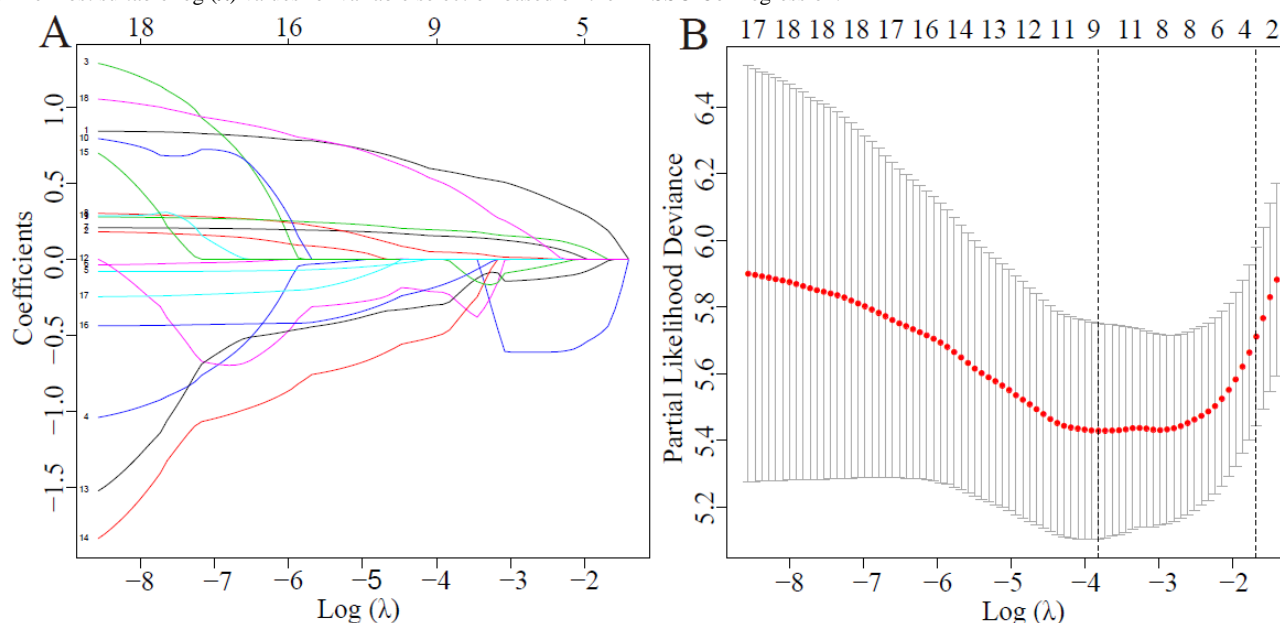 A
18 16 9 5
1.0
0.5
0.0
−0.5
−1.0
−1.5
Coefficients
3
18
1
10
15
12
5
17
16
4
13
14
−8 −7 −6 −5 −4 −3 −2
Log (λ)
B
17 18 18 18 17 16 14 13 12 11 9 11 8 8 6 4 2
6.4
6.2
6.0
5.8
5.6
5.4
5.2
Partial Likelihood Deviance
−8 −7 −6 −5 −4 −3 −2
Log (λ)